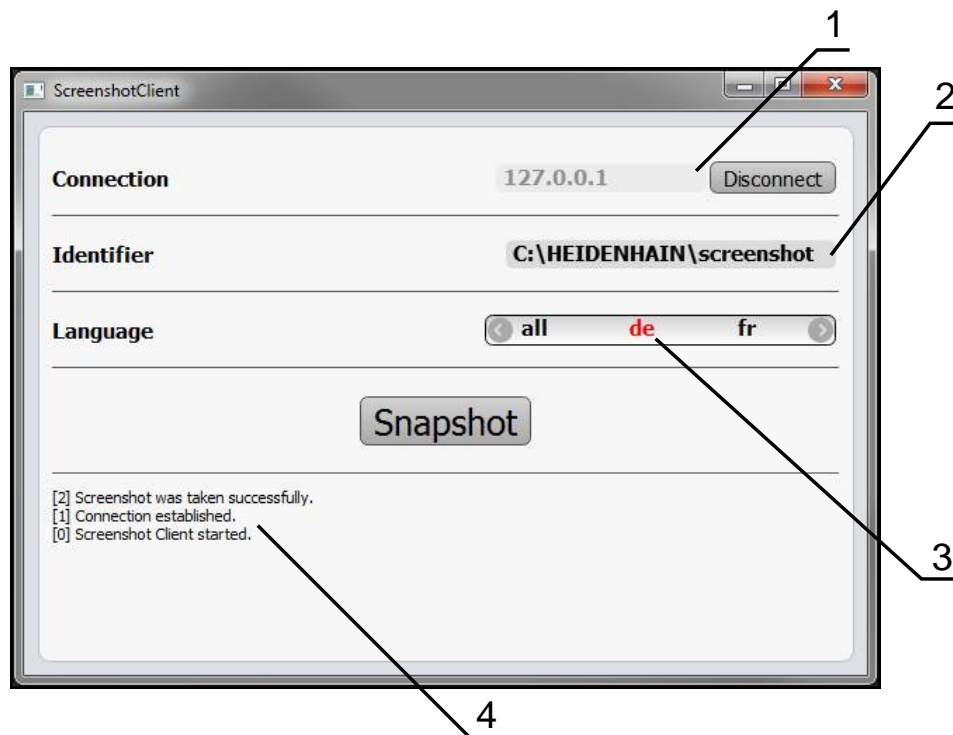 1
ScreenshotClient
2
Connection 127.0.0.1 Disconnect
Identifier C:\HEIDENHAIN\screenshot
Language all de fr
Snapshot
[2] Screenshot was taken successfully.
[1] Connection established.
[0] Screenshot Client started.
3
4